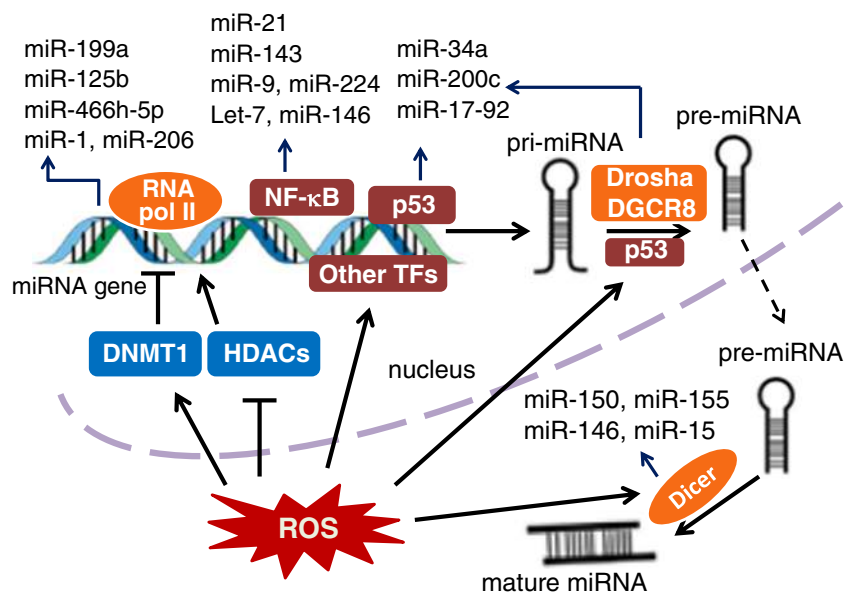 miR-199a
miR-125b
miR-466h-5p
miR-1, miR-206
miR-21
miR-143
miR-9, miR-224
Let-7, miR-146
miR-34a
miR-200c
miR-17-92
pri-miRNA
pre-miRNA
RNA
pol II
NF-κB
p53
Drosha
DGCR8
p53
Other TFs
miRNA gene
DNMT1
HDACs
nucleus
pre-miRNA
miR-150, miR-155
miR-146, miR-15
Dicer
ROS
mature miRNA